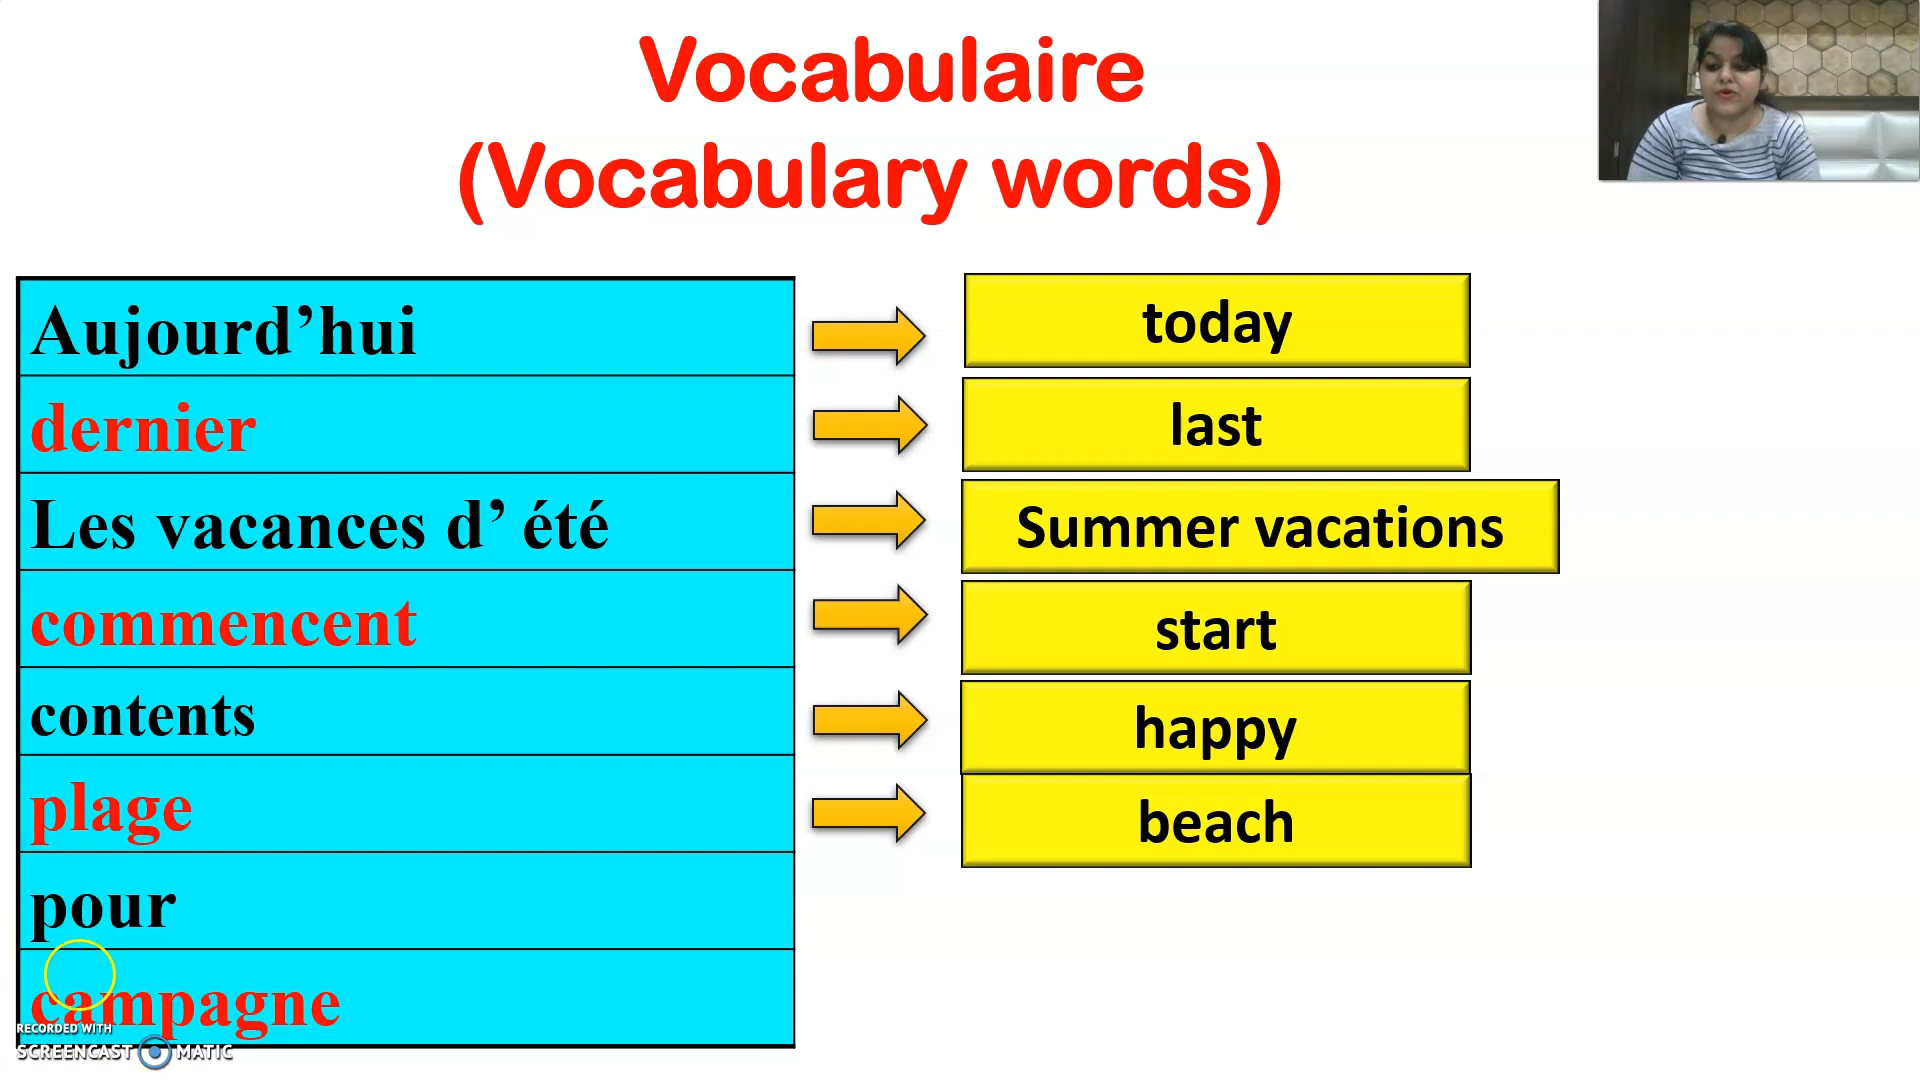 Vocabulaire
(Vocabulary words)
Aujourd’hui
today
dernier
last
Les vacances d’ été
Summer vacations
commencent
start
contents
happy
plage
beach
pour
campagne
RECORDED WITH
SCREENCAST MATIC